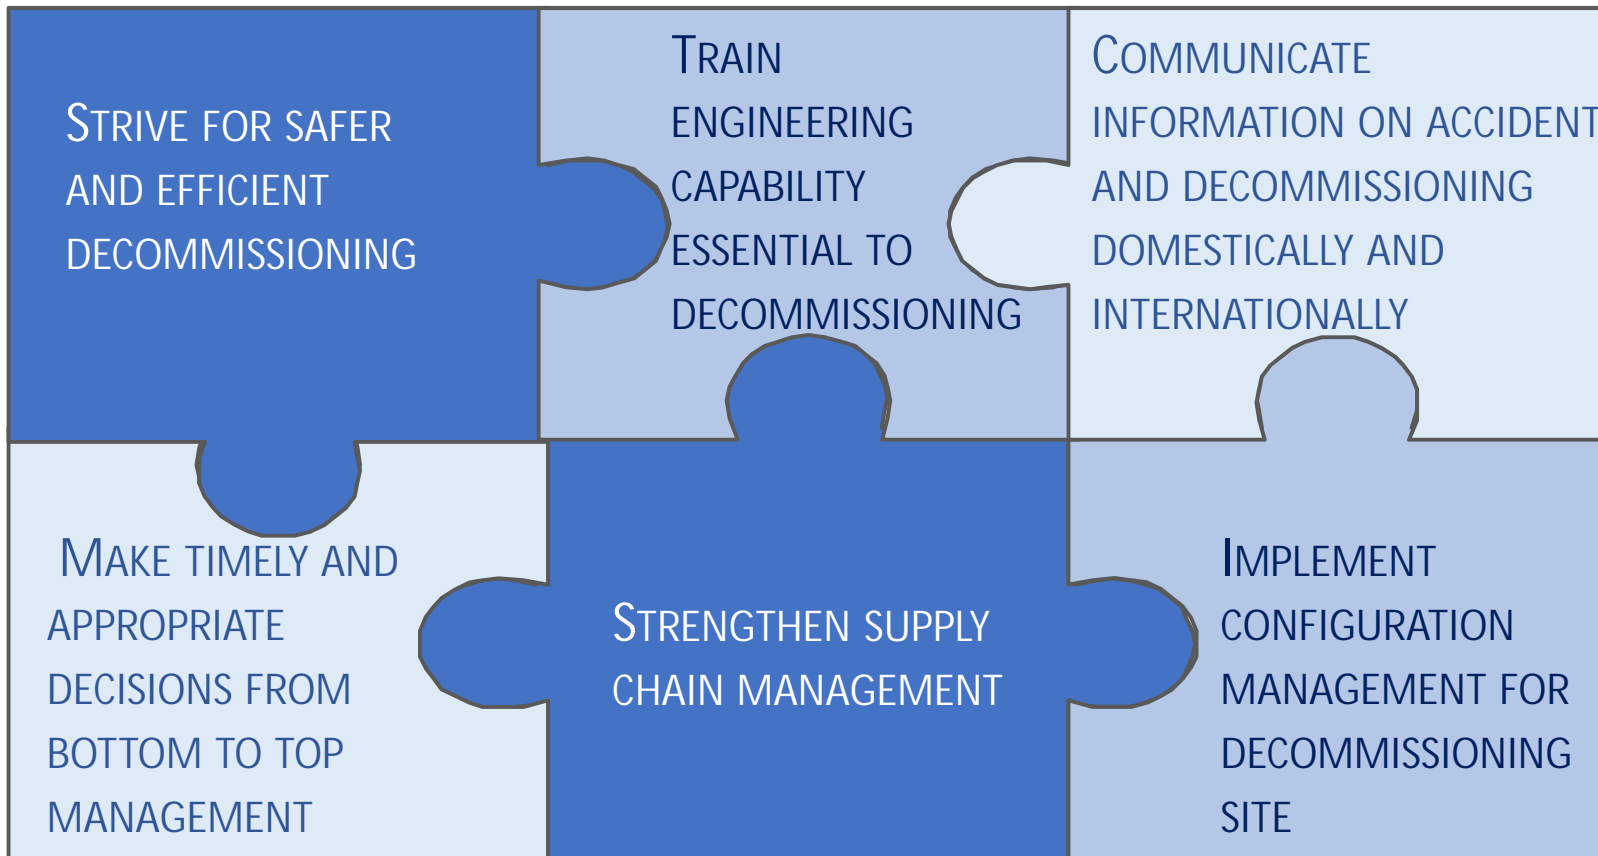 STRIVE FOR SAFER
AND EFFICIENT
DECOMMISSIONING
TRAIN
ENGINEERING
CAPABILITY
ESSENTIAL TO
DECOMMISSIONING
COMMUNICATE
INFORMATION ON ACCIDENT
AND DECOMMISSIONING
DOMESTICALLY AND
INTERNATIONALLY
MAKE TIMELY AND
APPROPRIATE
DECISIONS FROM
BOTTOM TO TOP
MANAGEMENT
STRENGTHEN SUPPLY
CHAIN MANAGEMENT
IMPLEMENT
CONFIGURATION
MANAGEMENT FOR
DECOMMISSIONING
SITE